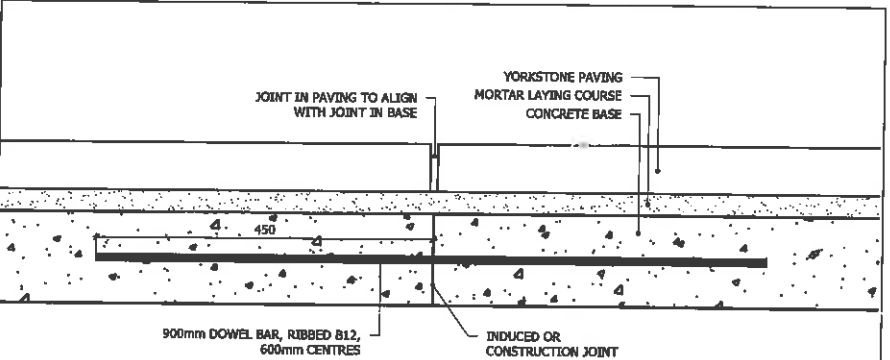 YORKSTONE PAVING
MORTAR LAYING COURSE
CONCRETE BASE
JOINT IN PAVING TO ALIGN
WITH JOINT IN BASE
450
900mm DOWEL BAR, RIBBED B12,
600mm CENTRES
INDUCED OR
CONSTRUCTION JOINT